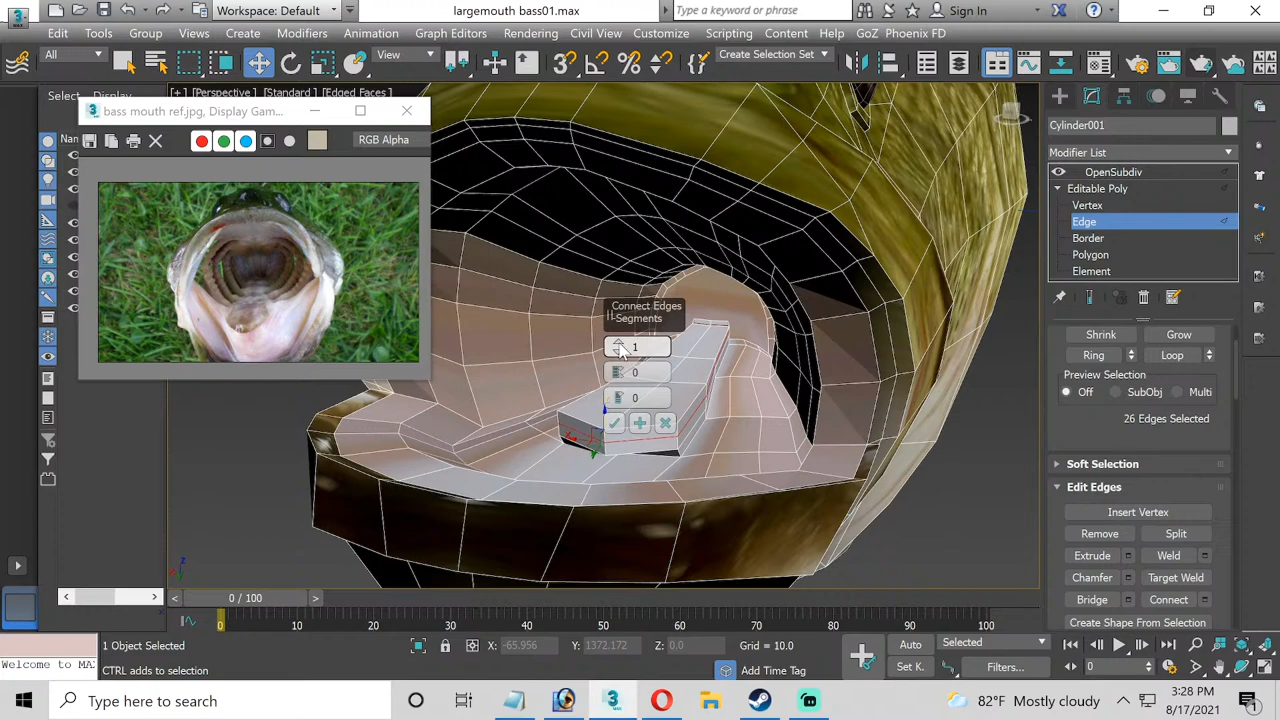 Workspace: Default
largemouth bass01.max
Type a keyword or phrase
Sign In
Edit Tools Group Views Create Modifiers Animation Graph Editors Rendering Civil View Customize Scripting Content Help GoZ Phoenix FD
All
View
Create Selection Set
Select
[+] [Perspective] [Standard] [Edged Faces]
bass mouth ref.jpg, Display Gam...
RGB Alpha
Na
Connect Edges
Segments
1
0
0
Cylinder001
Modifier List
OpenSubdiv
Editable Poly
Vertex
Edge
Border
Polygon
Element
Shrink Grow
Ring Loop
Preview Selection
Off SubObj Multi
26 Edges Selected
Soft Selection
Edit Edges
Insert Vertex
Remove Split
Extrude Weld
Chamfer Target Weld
Bridge Connect
Create Shape From Selection
0 / 100
0 10 20 30 40 50 60 70 80 90 100
1 Object Selected
X: -65.956 Y: 1372.172 Z: 0.0 Grid = 10.0
Auto Selected
Welcome to MA
CTRL adds to selection
Add Time Tag
Set K. Filters...
0
Type here to search
82°F Mostly cloudy
3:28 PM
8/17/2021
1